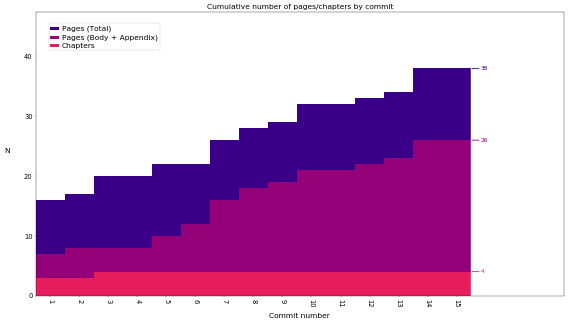 Cumulative number of pages/chapters by commit
Pages (Total)
Pages (Body + Appendix)
Chapters
N
40
30
20
10
0
38
26
4
1 2 3 4 5 6 7 8 9 10 11 12 13 14 15
Commit number